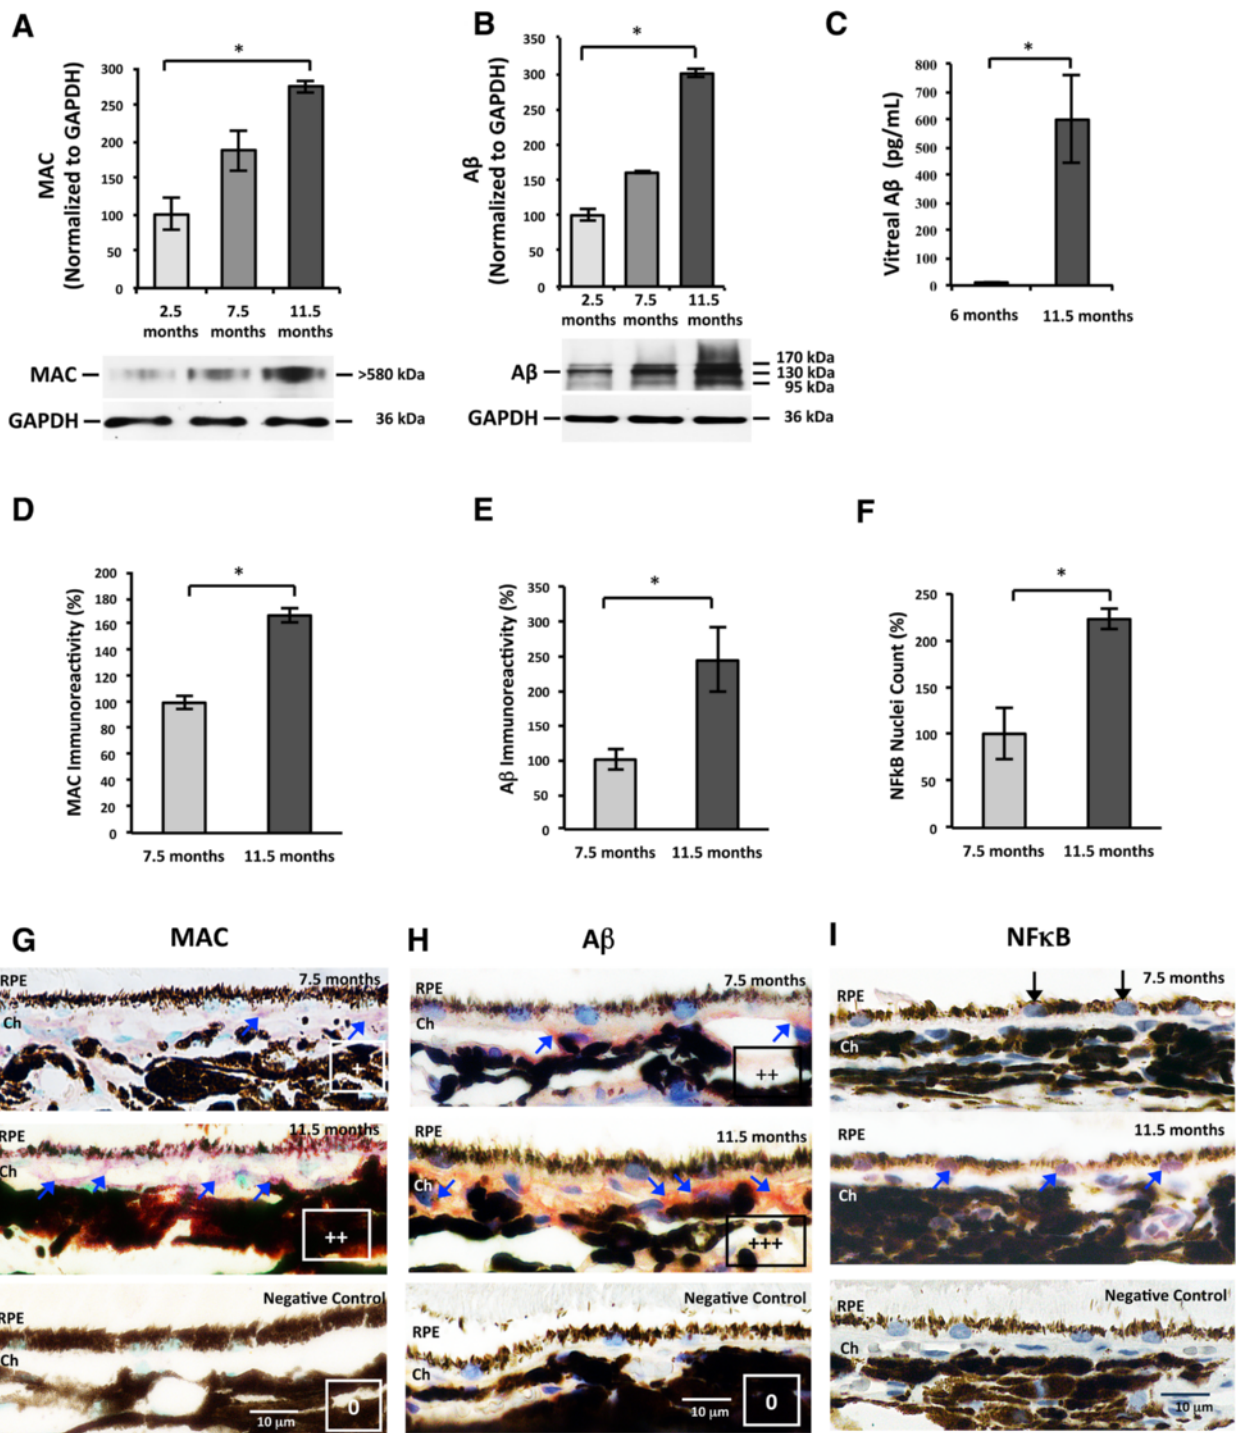 A
*
MAC
(Normalized to GAPDH)
300
250
200
150
100
50
0
2.5
months
7.5
months
11.5
months
MAC
>580 kDa
GAPDH
36 kDa
B
*
Aβ
(Normalized to GAPDH)
350
300
250
200
150
100
50
0
2.5
months
7.5
months
11.5
months
Aβ
170 kDa
130 kDa
95 kDa
GAPDH
36 kDa
C
*
Vitreal Aβ (pg/mL)
800
700
600
500
400
300
200
100
0
6 months
11.5 months
D
*
MAC Immunoreactivity (%)
200
180
160
140
120
100
80
60
40
20
0
7.5 months
11.5 months
E
*
Aβ Immunoreactivity (%)
350
300
250
200
150
100
50
0
7.5 months
11.5 months
F
*
NFkB Nuclei Count (%)
250
200
150
100
50
0
7.5 months
11.5 months
G
MAC
RPE
7.5 months
Ch
+
RPE
11.5 months
Ch
++
RPE
Negative Control
Ch
10 μm
0
H
Aβ
RPE
7.5 months
Ch
++
RPE
11.5 months
Ch
+++
RPE
Negative Control
Ch
10 μm
0
I
NFκB
RPE
7.5 months
Ch
RPE
11.5 months
Ch
RPE
Negative Control
Ch
10 μm